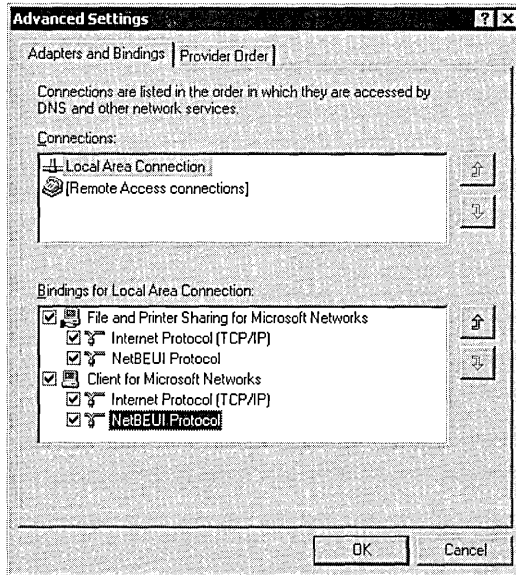 Advanced Settings
Adapters and Bindings
Provider Order
Connections are listed in the order in which they are accessed by
DNS and other network services.
Connections:
Local Area Connection
[Remote Access connections]
Bindings for Local Area Connection:
File and Printer Sharing for Microsoft Networks
Internet Protocol (TCP/IP)
NetBEUI Protocol
Client for Microsoft Networks
Internet Protocol (TCP/IP)
NetBEUI Protocol
OK
Cancel